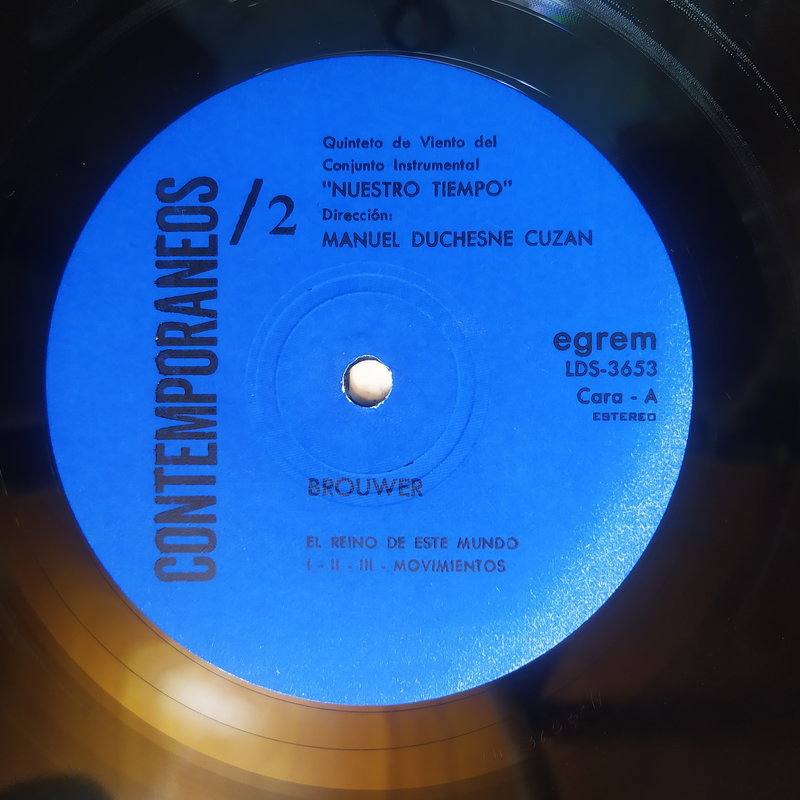 CONTEMPORANEOS /2
Quinteto de Viento del
Conjunto Instrumental
"NUESTRO TIEMPO"
Dirección:
MANUEL DUCHESNE CUZAN
egrem
LDS-3653
Cara - A
ESTEREO
BROUWER
EL REINO DE ESTE MUNDO
I - II - III - MOVIMIENTOS